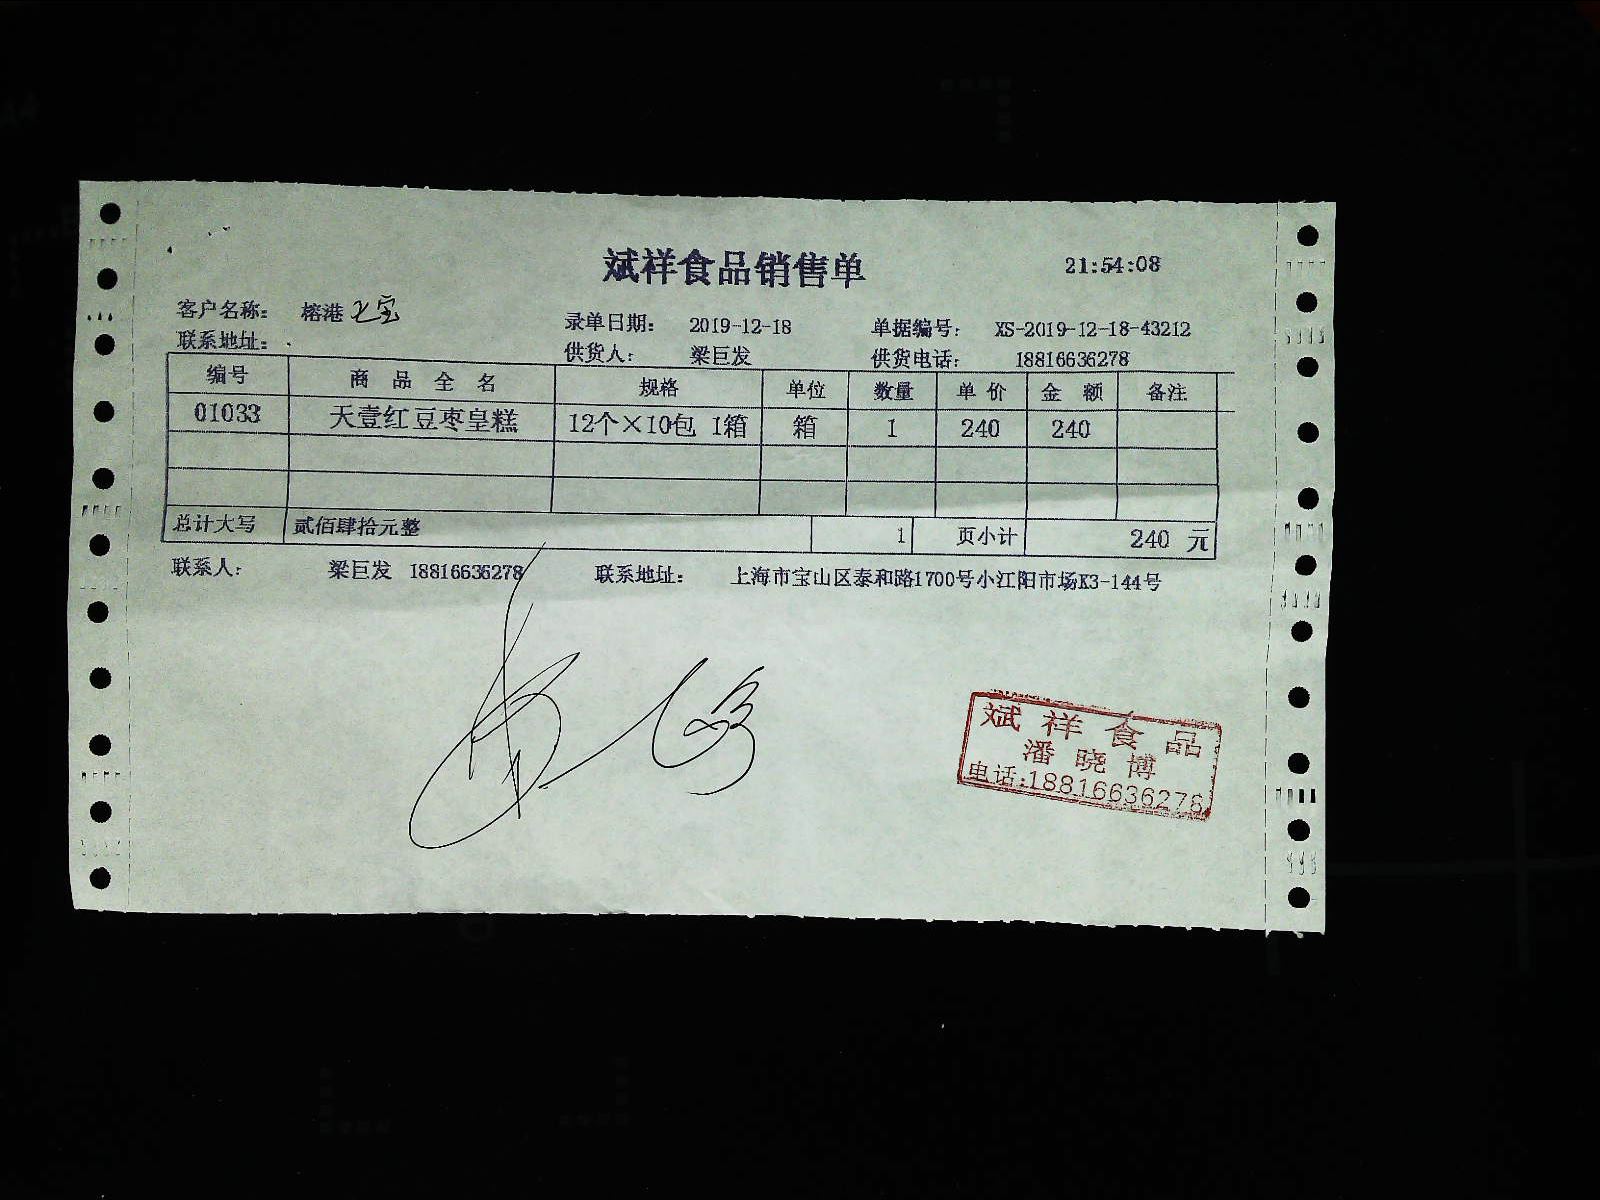 斌祥食品销售单 21:54:08
客户名称： 榕港 七宝 录单日期： 2019-12-18 单据编号： XS-2019-12-18-43212
联系地址： 供货人： 梁巨发 供货电话： 18816636278
编号 商品全名 规格 单位 数量 单价 金额 备注
01033 天壹红豆枣皇糕 12个×10包 1箱 箱 1 240 240
总计大写 贰佰肆拾元整 1 页小计 240 元
联系人： 梁巨发 18816636278 联系地址： 上海市宝山区泰和路1700号小江阳市场K3-144号
斌祥食品
潘晓博
电话:18816636278